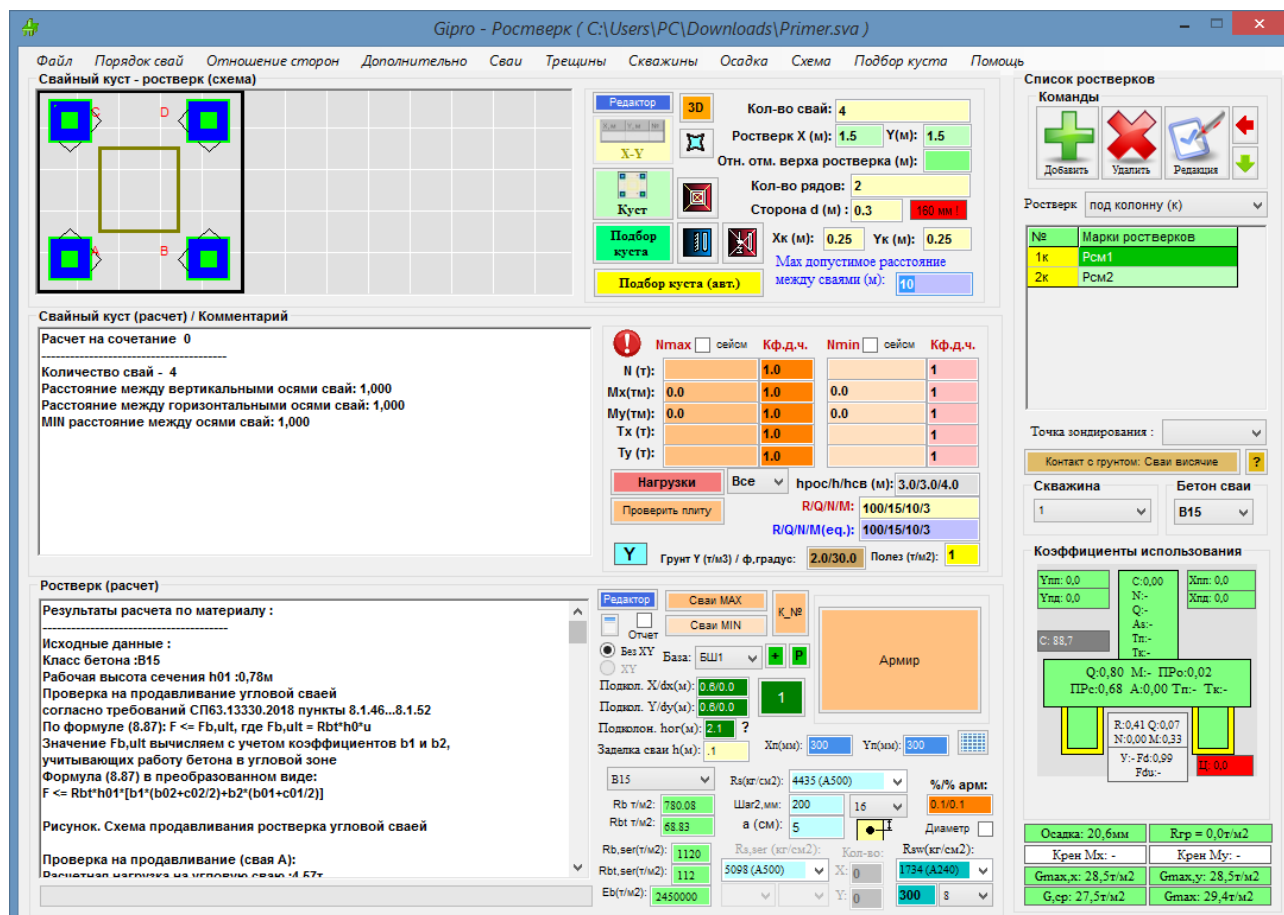 Gipro - Ростверк ( C:\Users\PC\Downloads\Primer.sva )
Файл Порядок свай Отношение сторон Дополнительно Сваи Трещины Скважины Осадка Схема Подбор куста Помощь
Свайный куст - ростверк (схема)
C D
A B
Редактор
3D
Кол-во свай: 4
X,м Y,м №
X-Y
Ростверк X (м): 1.5 Y(м): 1.5
Отн. отм. верха ростверка (м):
Куст
Кол-во рядов: 2
Сторона d (м) : 0.3 160 мм !
Подбор куста
Xк (м): 0.25 Yк (м): 0.25
Подбор куста (авт.)
Max допустимое расстояние
между сваями (м): 10
Список ростверков
Команды
Добавить Удалить Редакция
Ростверк под колонну (к)
№ Марки ростверков
1к Рсм1
2к Рсм2
Свайный куст (расчет) / Комментарий
Расчет на сочетание 0
---------------------------------------
Количество свай - 4
Расстояние между вертикальными осями свай: 1,000
Расстояние между горизонтальными осями свай: 1,000
MIN расстояние между осями свай: 1,000
Nmax сейсм Кф.д.ч. Nmin сейсм Кф.д.ч.
N (т): 1.0 1
Mx(тм): 0.0 1.0 0.0 1
My(тм): 0.0 1.0 0.0 1
Tx (т): 1.0 1
Ty (т): 1.0 1
Нагрузки Все hрос/h/hсв (м): 3.0/3.0/4.0
Проверить плиту R/Q/N/M: 100/15/10/3
R/Q/N/M(eq.): 100/15/10/3
Y Грунт Y (т/м3) / ф,градус: 2.0/30.0 Полез (т/м2): 1
Точка зондирования :
Контакт с грунтом: Сваи висячие ?
Скважина Бетон сваи
1 B15
Коэффициенты использования
Yпп: 0,0 C:0,00 Xпп: 0,0
Yпд: 0,0 N:- Xпд: 0,0
Q:-
As:-
C: 88,7 Tп:-
Tк:-
Q:0,80 M:- ПРо:0,02
ПРс:0,68 A:0,00 Tп:- Tк:-
R:0,41 Q:0,07
N:0,00 M:0,33
У:- Fd:0,99
Fdu:-
Ц: 0,0
Осадка: 20,6мм Rгр = 0,0т/м2
Крен Mx: - Крен My: -
Gmax,x: 28,5т/м2 Gmax,y: 28,5т/м2
G,ср: 27,5т/м2 Gmax: 29,4т/м2
Ростверк (расчет)
Результаты расчета по материалу :
---------------------------------------
Исходные данные :
Класс бетона :B15
Рабочая высота сечения h01 :0,78м
Проверка на продавливание угловой сваей
согласно требований СП63.13330.2018 пункты 8.1.46...8.1.52
По формуле (8.87): F <= Fb,ult, где Fb,ult = Rbt*h0*u
Значение Fb,ult вычисляем с учетом коэффициентов b1 и b2,
учитывающих работу бетона в угловой зоне
Формула (8.87) в преобразованном виде:
F <= Rbt*h01*[b1*(b02+c02/2)+b2*(b01+c01/2)]
Рисунок. Схема продавливания ростверка угловой сваей
Проверка на продавливание (свая A):
Расчетная нагрузка на угловую сваю :4,57т
Редактор Сваи MAX К_№
Отчет Сваи MIN
Без XY База: БШ1 + P
XY
Армир
Подкол. X/dx(м): 0.6/0.0
1
Подкол. Y/dy(м): 0.6/0.0
Подколон. hог(м): 2.1 ?
Заделка сваи h(м): .1 Xп(мм): 300 Yп(мм): 300
B15 Rs(кг/см2): 4435 (A500) %/% арм:
Rb т/м2: 780.08 Шаг2,мм: 200 16 0.1/0.1
Rbt т/м2: 68.83 a (см): 5 Диаметр
Rb,ser(т/м2): 1120 Rs,ser (кг/см2): Кол-во: Rsw(кг/см2):
Rbt,ser(т/м2): 112 5098 (A500) X: 0 1734 (A240)
Eb(т/м2): 2450000 Y: 0 300 8